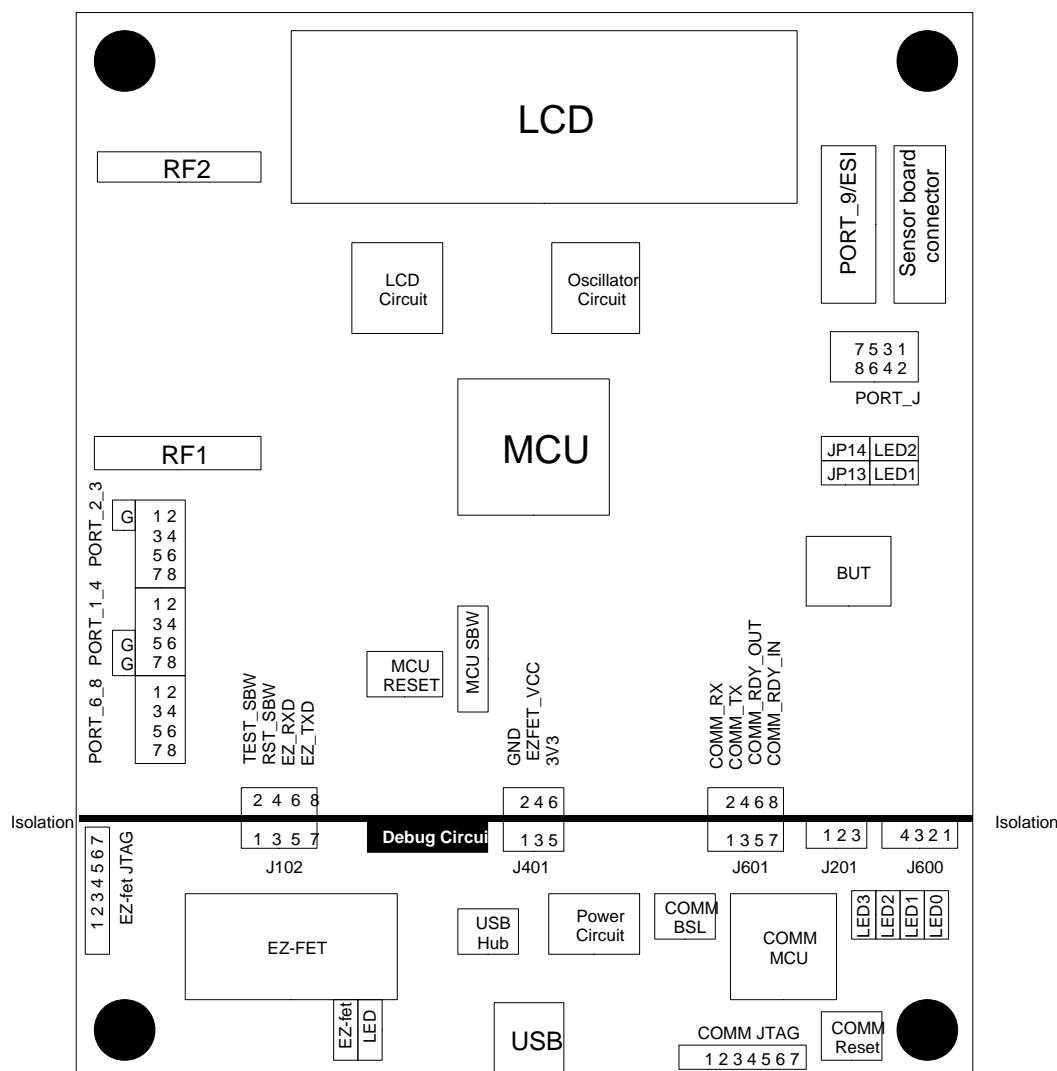 LCD
RF2
PORT_9/ESI
Sensor board
connector
LCD
Circuit
Oscillator
Circuit
7 5 3 1
8 6 4 2
PORT_J
MCU
RF1
JP14 LED2
JP13 LED1
PORT_2_3
G
1 2
3 4
5 6
7 8
BUT
PORT_1_4
G
G
1 2
3 4
5 6
7 8
PORT_6_8
1 2
3 4
5 6
7 8
MCU
RESET
MCU SBW
TEST_SBW
RST_SBW
EZ_RXD
EZ_TXD
GND
EZFET_VCC
3V3
COMM_RX
COMM_TX
COMM_RDY_OUT
COMM_RDY_IN
2 4 6 8
2 4 6
2 4 6 8
Isolation
Isolation
1 3 5 7
Debug Circui
1 3 5
1 3 5 7
1 2 3
4 3 2 1
J102
J401
J601
J201
J600
1 2 3 4 5 6 7
EZ-fet JTAG
EZ-FET
USB
Hub
Power
Circuit
COMM
BSL
COMM
MCU
LED3
LED2
LED1
LED0
EZ-fet
LED
USB
COMM JTAG
1 2 3 4 5 6 7
COMM
Reset